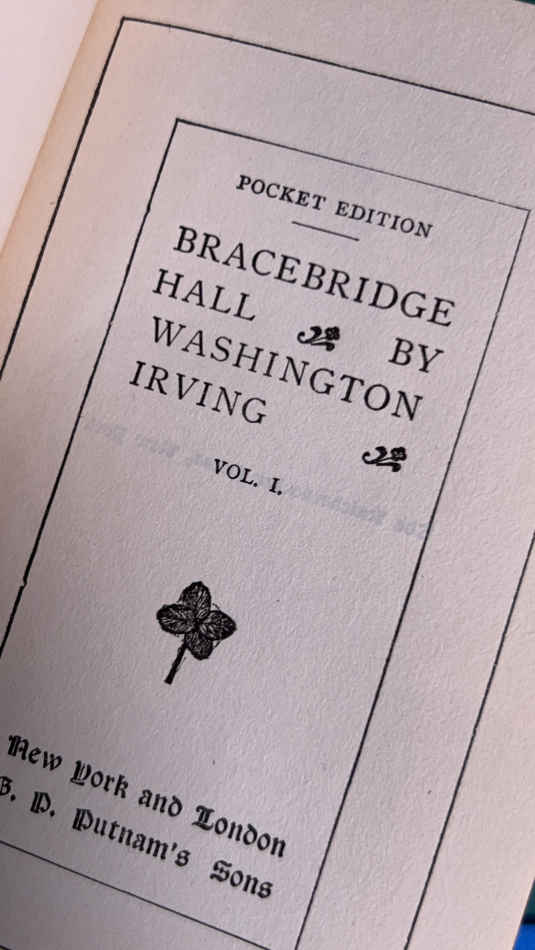 POCKET EDITION
BRACEBRIDGE
HALL BY
WASHINGTON
IRVING
VOL. I.
New York and London
G. P. Putnam's Sons